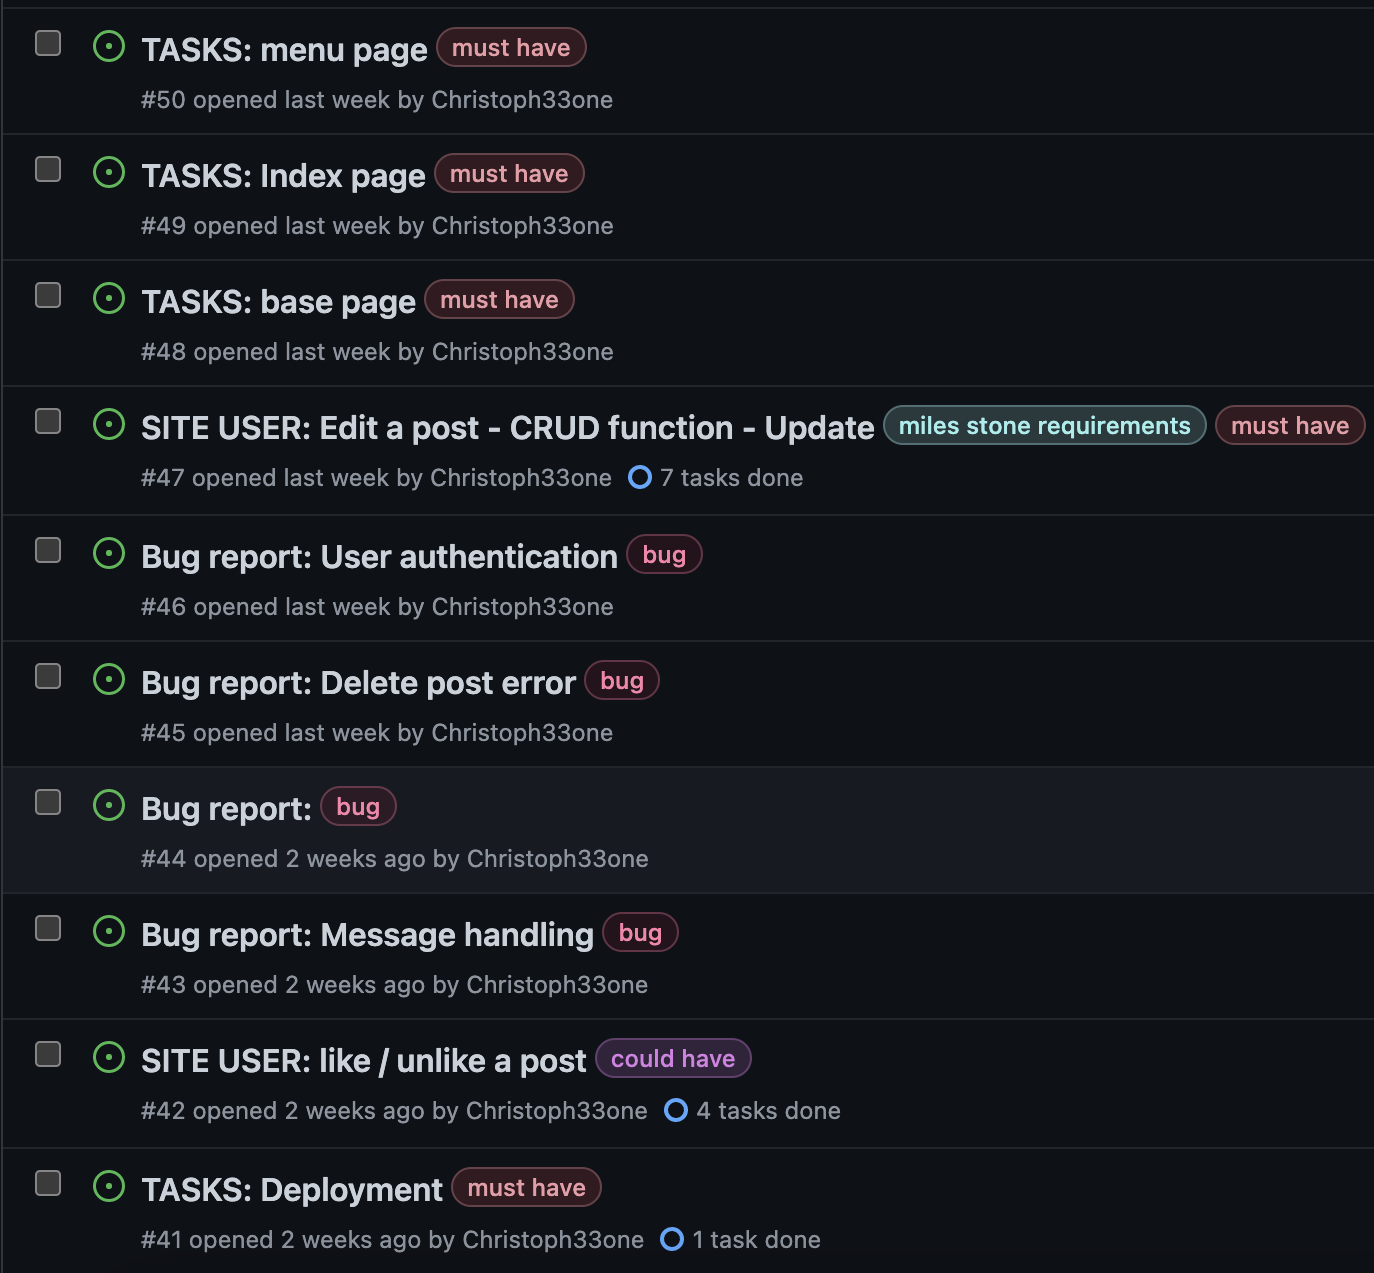 TASKS: menu page must have
#50 opened last week by Christoph33one
TASKS: Index page must have
#49 opened last week by Christoph33one
TASKS: base page must have
#48 opened last week by Christoph33one
SITE USER: Edit a post - CRUD function - Update miles stone requirements must have
#47 opened last week by Christoph33one 7 tasks done
Bug report: User authentication bug
#46 opened last week by Christoph33one
Bug report: Delete post error bug
#45 opened last week by Christoph33one
Bug report: bug
#44 opened 2 weeks ago by Christoph33one
Bug report: Message handling bug
#43 opened 2 weeks ago by Christoph33one
SITE USER: like / unlike a post could have
#42 opened 2 weeks ago by Christoph33one 4 tasks done
TASKS: Deployment must have
#41 opened 2 weeks ago by Christoph33one 1 task done